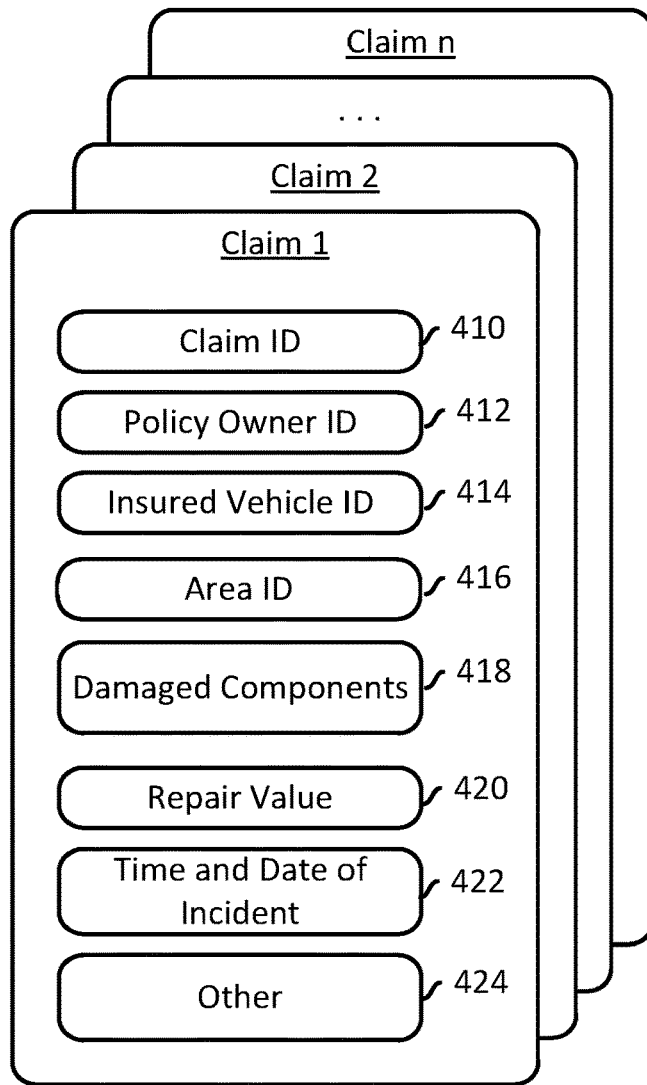 Claim n
. . .
Claim 2
Claim 1
Claim ID 410
Policy Owner ID 412
Insured Vehicle ID 414
Area ID 416
Damaged Components 418
Repair Value 420
Time and Date of
Incident 422
Other 424